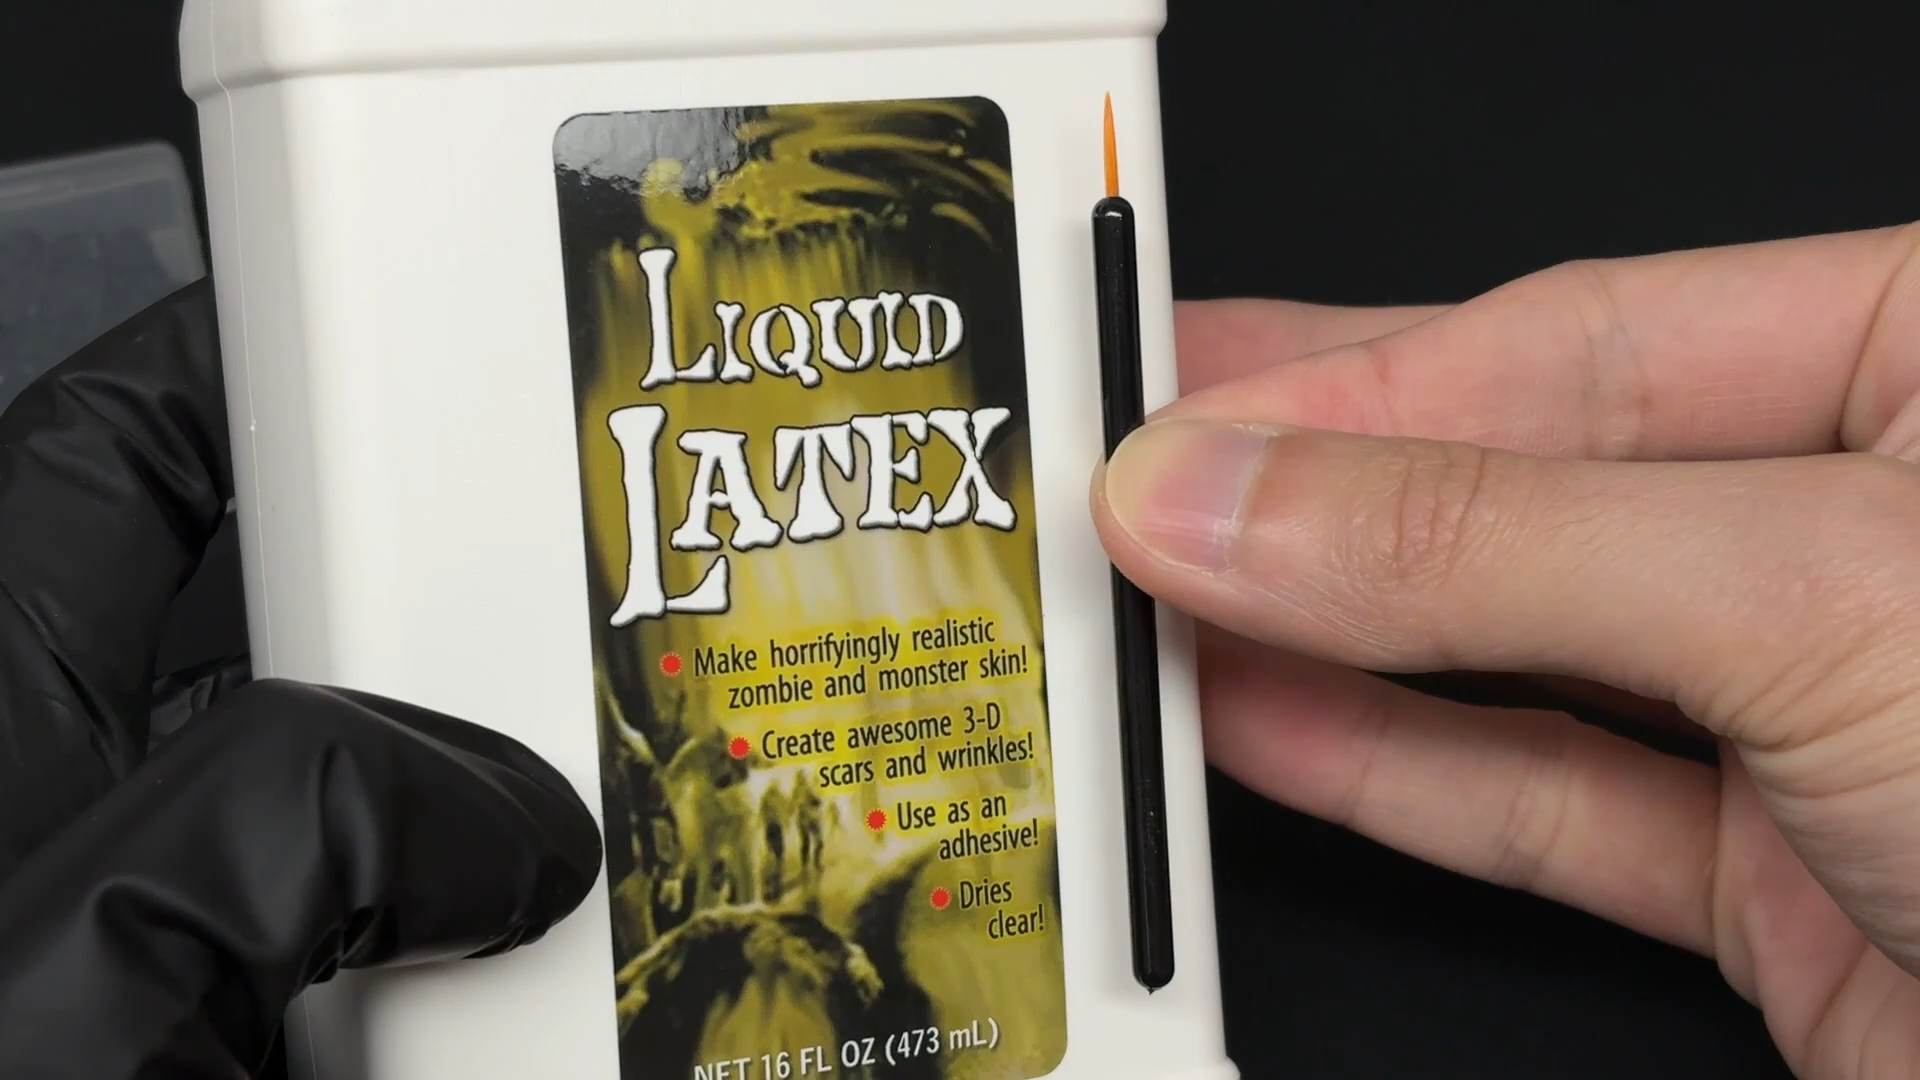 LIQUID
LATEX
Make horrifyingly realistic
zombie and monster skin!
Create awesome 3-D
scars and wrinkles!
Use as an
adhesive!
Dries
clear!
NET 16 FL OZ (473 mL)